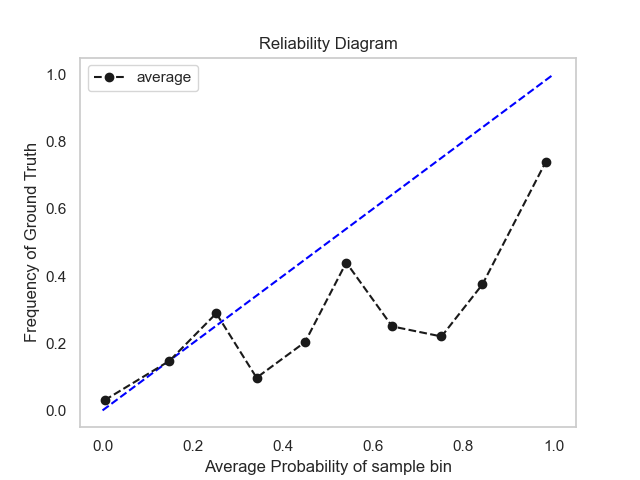 Reliability Diagram
average
Frequency of Ground Truth
1.0
0.8
0.6
0.4
0.2
0.0
0.0 0.2 0.4 0.6 0.8 1.0
Average Probability of sample bin